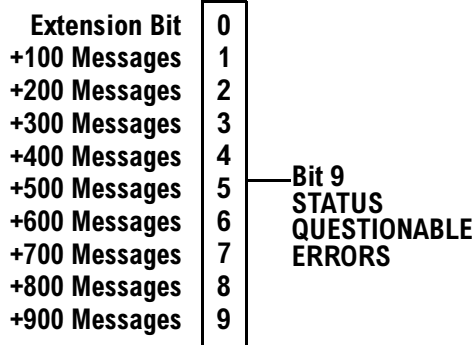 Extension Bit 0
+100 Messages 1
+200 Messages 2
+300 Messages 3
+400 Messages 4
+500 Messages 5
+600 Messages 6
+700 Messages 7
+800 Messages 8
+900 Messages 9
Bit 9
STATUS
QUESTIONABLE
ERRORS